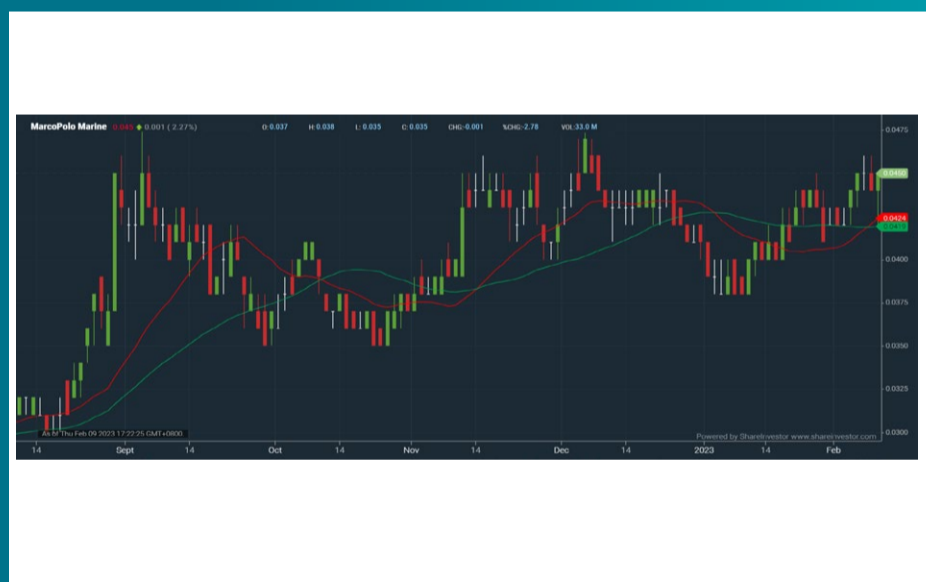 MarcoPolo Marine 0.045 0.001 (2.27%) O:0.037 H:0.038 L:0.035 C:0.035 CHG:-0.001 %CHG:-2.78 VOL:33.0 M
0.0475
0.0450
0.0424
0.0419
0.0400
0.0375
0.0350
0.0325
0.0300
As of Thu Feb 09 2023 17:22:25 GMT+0800
Powered by ShareInvestor www.shareinvestor.com
14 Sept 14 Oct 14 Nov 14 Dec 14 2023 14 Feb